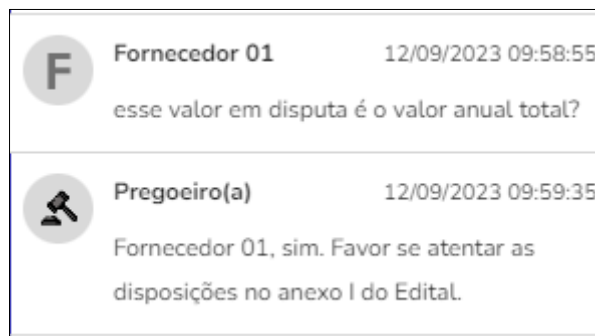 F
Fornecedor 01 12/09/2023 09:58:55
esse valor em disputa é o valor anual total?
Pregoeiro(a) 12/09/2023 09:59:35
Fornecedor 01, sim. Favor se atentar as
disposições no anexo I do Edital.